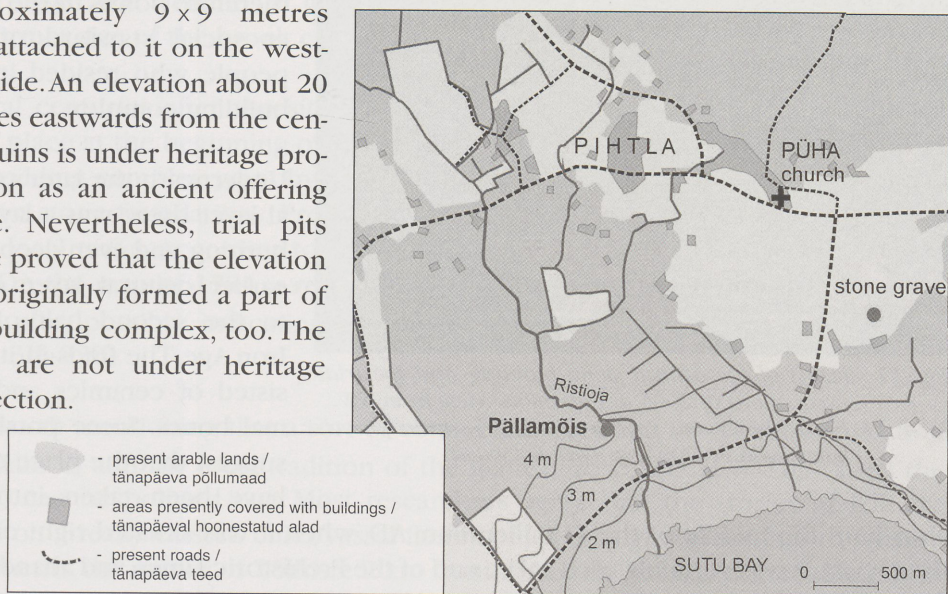 oximately 9 × 9 metres
attached to it on the west-
ide. An elevation about 20
es eastwards from the cen-
uins is under heritage pro-
on as an ancient offering
e. Nevertheless, trial pits
e proved that the elevation
originally formed a part of
building complex, too. The
are not under heritage
ection.
PIHTLA
PÜHA
church
stone grave
Ristioja
Pällamõis
4 m
3 m
2 m
SUTU BAY
0 500 m
- present arable lands /
tänapäeva põllumaad
- areas presently covered with buildings /
tänapäeval hoonestatud alad
- present roads /
tänapäeva teed